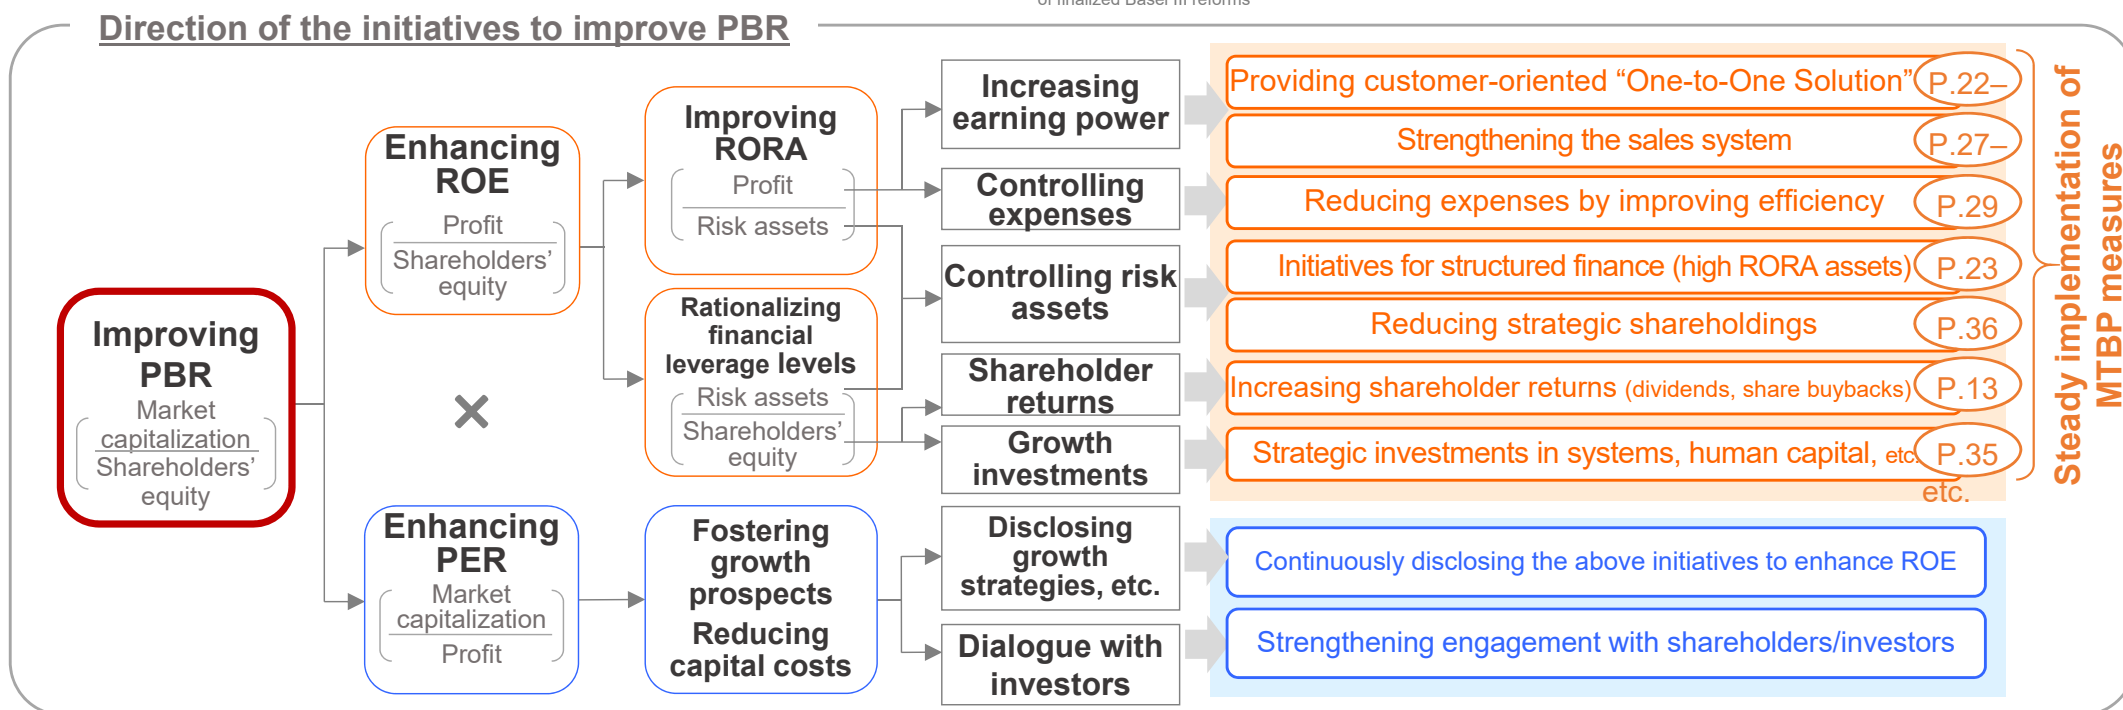 of finalized Basel III reforms
Direction of the initiatives to improve PBR
Improving
PBR
Market
capitalization
Shareholders’
equity
Enhancing
ROE
Profit
Shareholders’
equity
×
Enhancing
PER
Market
capitalization
Profit
Improving
RORA
Profit
Risk assets
Rationalizing
financial
leverage levels
Risk assets
Shareholders’
equity
Fostering
growth
prospects
Reducing
capital costs
Increasing
earning power
Controlling
expenses
Controlling risk
assets
Shareholder
returns
Growth
investments
Disclosing
growth
strategies, etc.
Dialogue with
investors
Providing customer-oriented “One-to-One Solution” P.22–
Strengthening the sales system P.27–
Reducing expenses by improving efficiency P.29
Initiatives for structured finance (high RORA assets) P.23
Reducing strategic shareholdings P.36
Increasing shareholder returns (dividends, share buybacks) P.13
Strategic investments in systems, human capital, etc. P.35
etc.
Continuously disclosing the above initiatives to enhance ROE
Strengthening engagement with shareholders/investors
Steady implementation of
MTBP measures